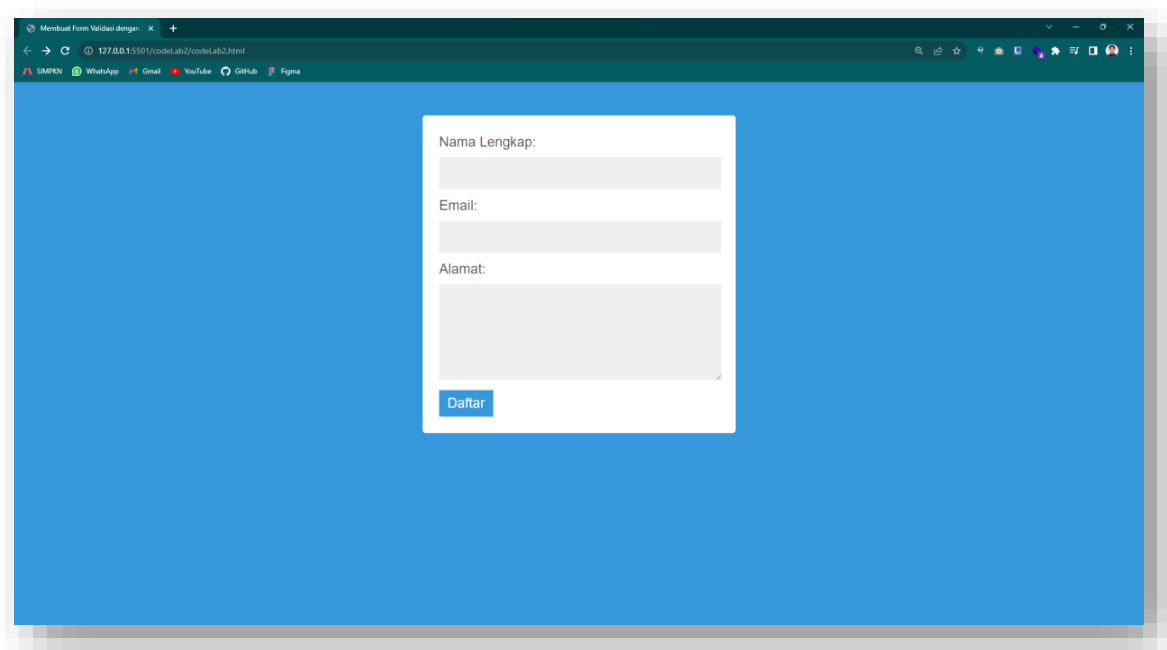 Membuat Form Validasi dengan
127.0.0.1:5501/codeLab2/codeLab2.html
SIMPKN WhatsApp Gmail YouTube GitHub Figma
Nama Lengkap:
Email:
Alamat:
Daftar